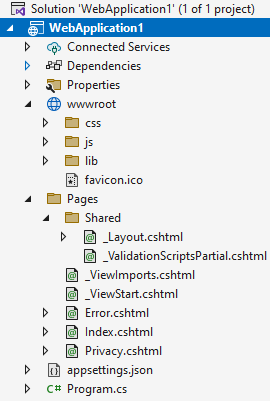 Solution 'WebApplication1' (1 of 1 project)
WebApplication1
Connected Services
Dependencies
Properties
wwwroot
css
js
lib
favicon.ico
Pages
Shared
_Layout.cshtml
_ValidationScriptsPartial.cshtml
_ViewImports.cshtml
_ViewStart.cshtml
Error.cshtml
Index.cshtml
Privacy.cshtml
appsettings.json
C# Program.cs